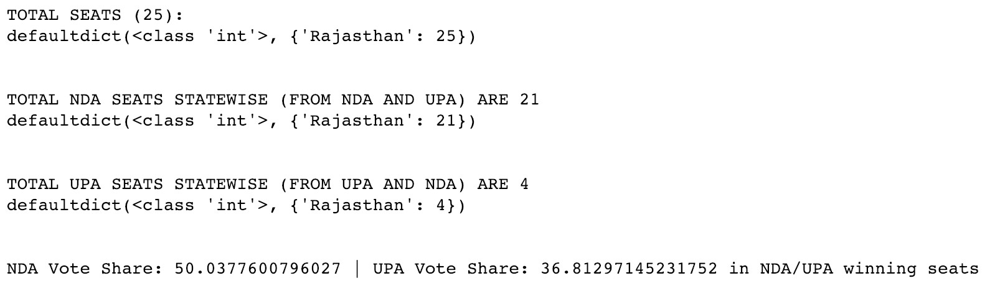 TOTAL SEATS (25):
defaultdict(<class 'int'>, {'Rajasthan': 25})
TOTAL NDA SEATS STATEWISE (FROM NDA AND UPA) ARE 21
defaultdict(<class 'int'>, {'Rajasthan': 21})
TOTAL UPA SEATS STATEWISE (FROM UPA AND NDA) ARE 4
defaultdict(<class 'int'>, {'Rajasthan': 4})
NDA Vote Share: 50.0377600796027 | UPA Vote Share: 36.81297145231752 in NDA/UPA winning seats